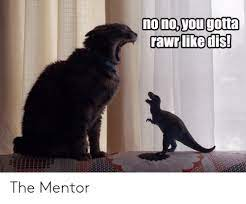 no no, you gotta
rawr like dis!
The Mentor